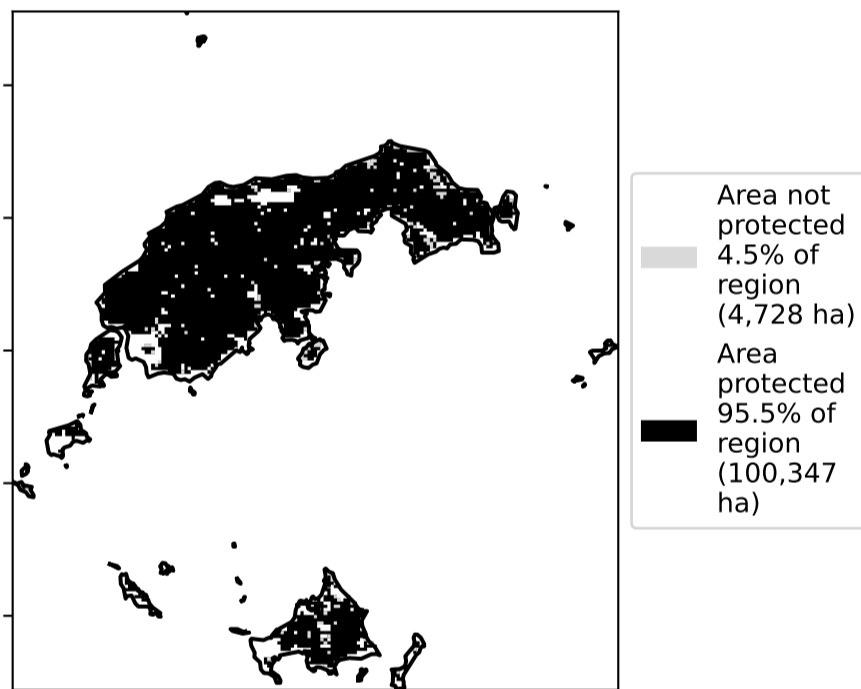 Area not
protected
4.5% of
region
(4,728 ha)
Area
protected
95.5% of
region
(100,347
ha)